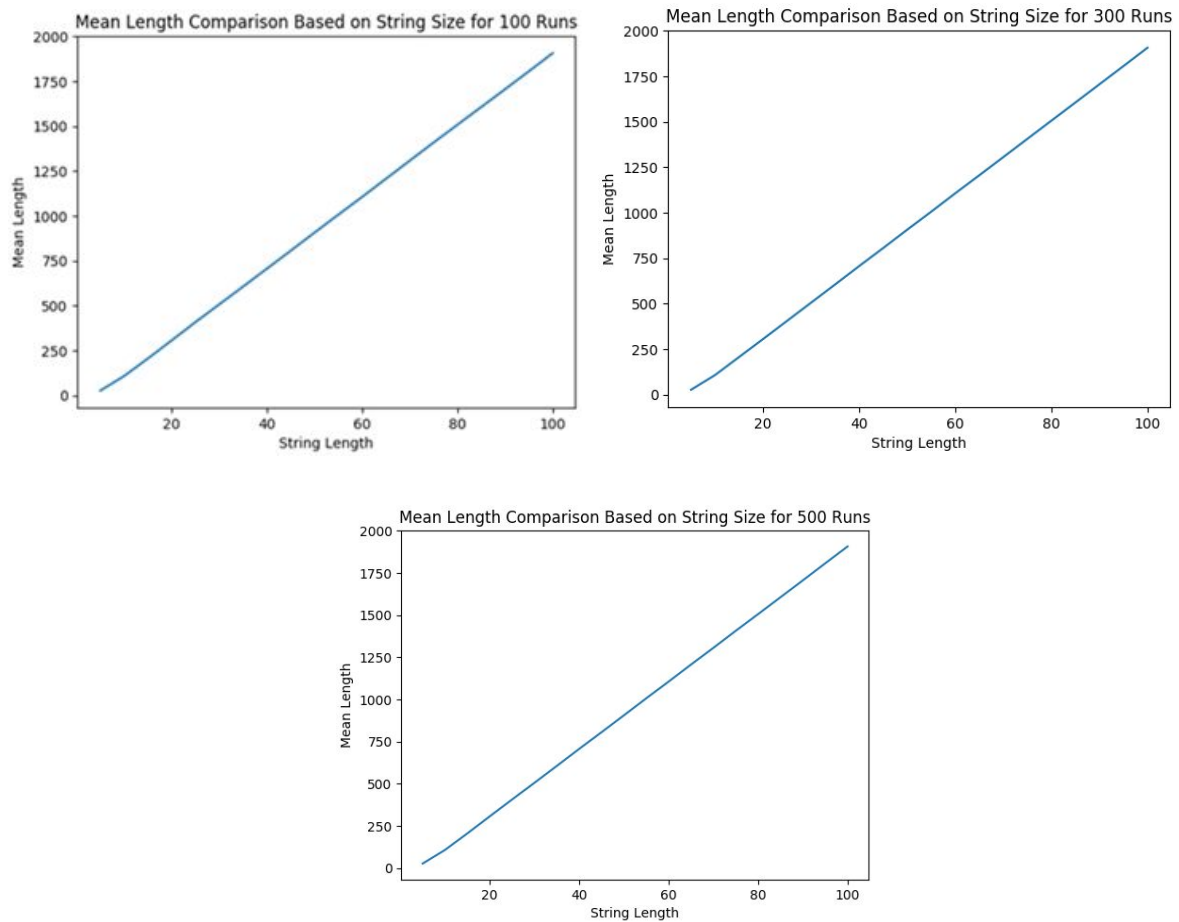 Mean Length Comparison Based on String Size for 100 Runs
2000
1750
1500
1250
1000
750
500
250
0
Mean Length
20 40 60 80 100
String Length
Mean Length Comparison Based on String Size for 300 Runs
2000
1750
1500
1250
1000
750
500
250
0
Mean Length
20 40 60 80 100
String Length
Mean Length Comparison Based on String Size for 500 Runs
2000
1750
1500
1250
1000
750
500
250
0
Mean Length
20 40 60 80 100
String Length